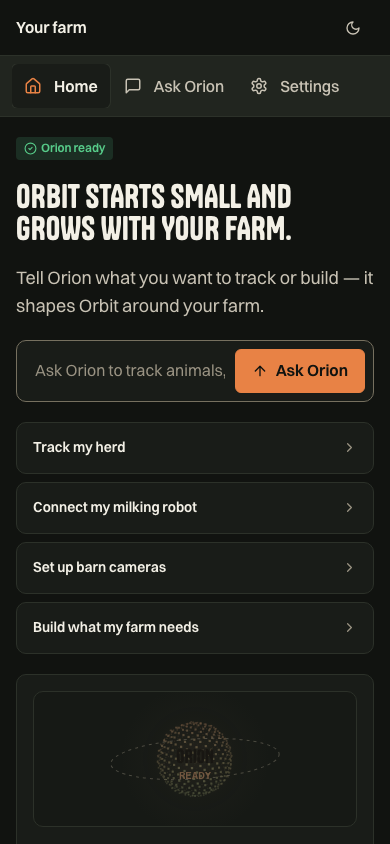 Your farm
Home
Ask Orion
Settings
Orion ready
ORBIT STARTS SMALL AND
GROWS WITH YOUR FARM.
Tell Orion what you want to track or build — it
shapes Orbit around your farm.
Ask Orion to track animals,
Ask Orion
Track my herd
Connect my milking robot
Set up barn cameras
Build what my farm needs
ORION
READY